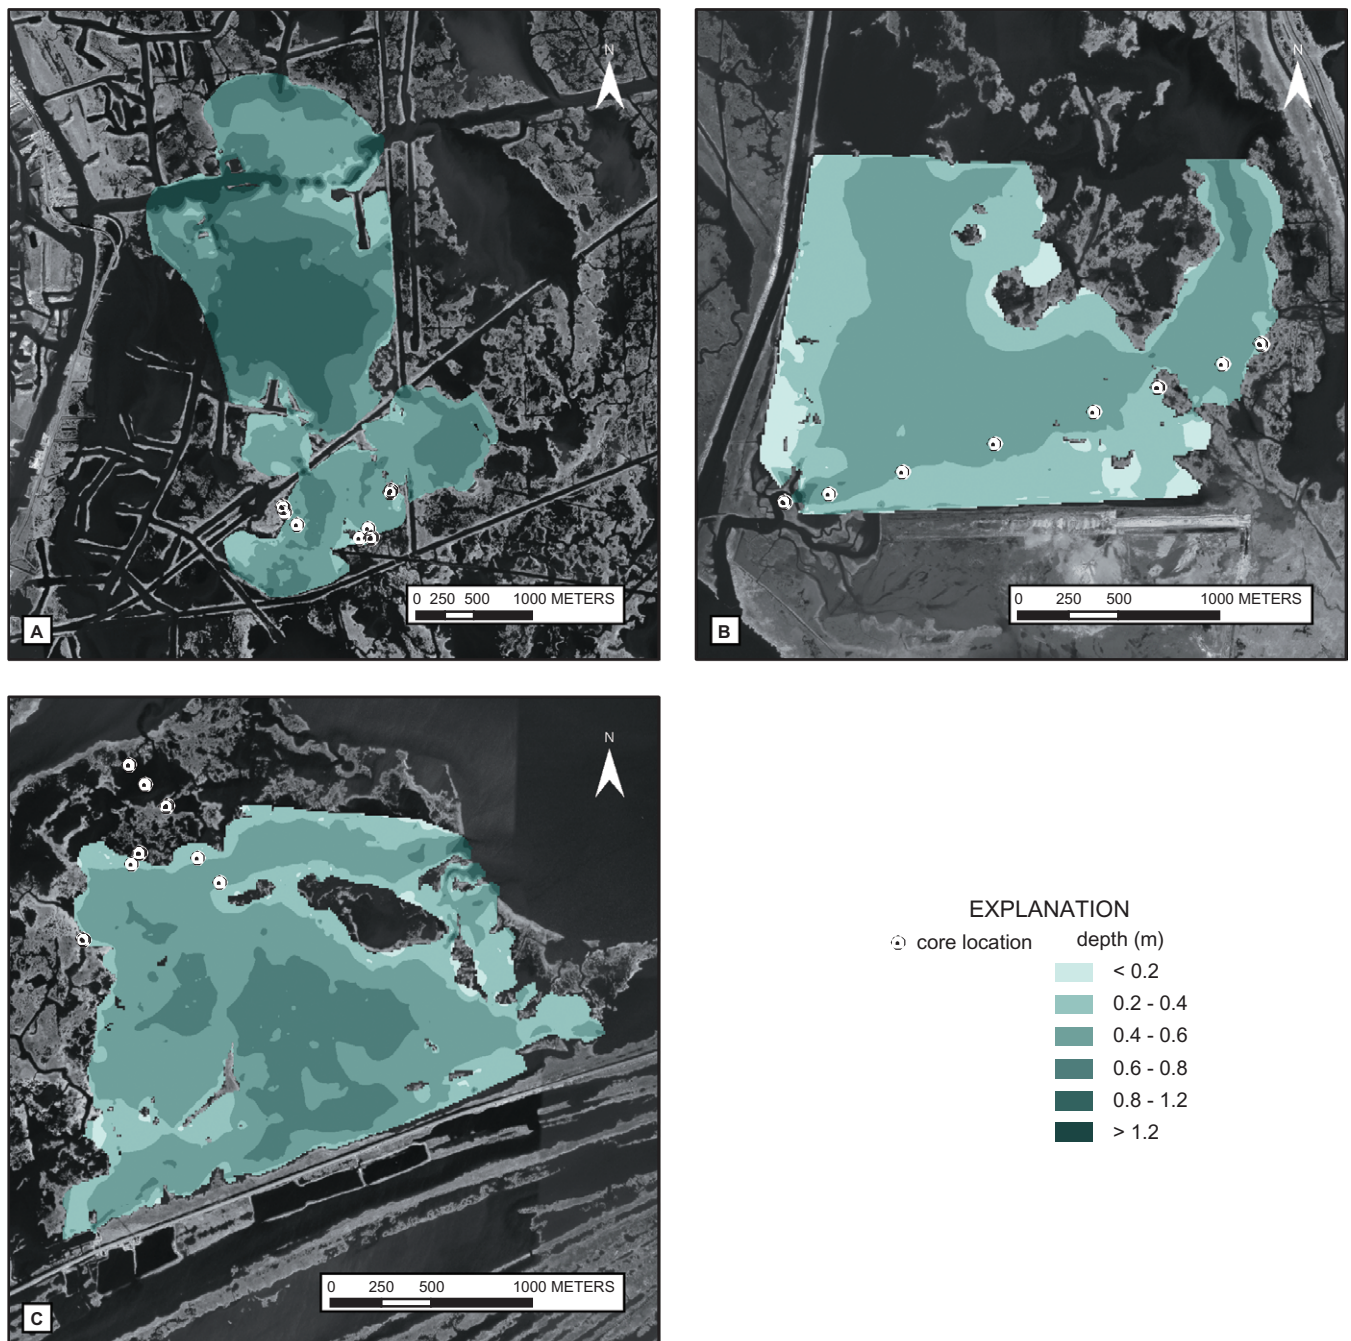 N
0 250 500 1000 METERS
A
N
0 250 500 1000 METERS
B
N
0 250 500 1000 METERS
C
EXPLANATION
core location
depth (m)
< 0.2
0.2 - 0.4
0.4 - 0.6
0.6 - 0.8
0.8 - 1.2
> 1.2